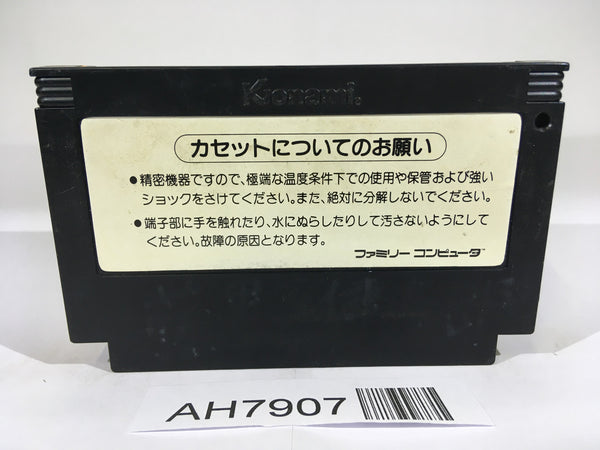 Konami
カセットについてのお願い
●精密機器ですので、極端な温度条件下での使用や保管および強い
ショックをさけてください。また、絶対に分解しないでください。
●端子部に手を触れたり、水にぬらしたりして汚さないようにして
ください。故障の原因となります。
ファミリー コンピュータ™
AH7907